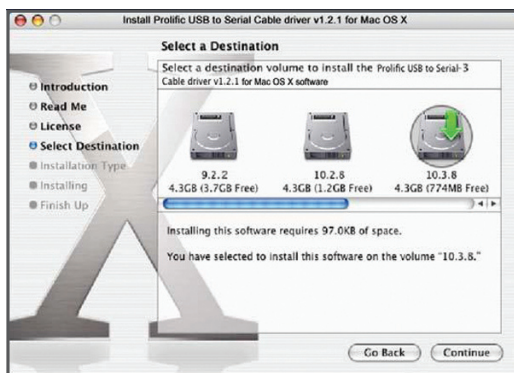 Install Prolific USB to Serial Cable driver v1.2.1 for Mac OS X
Select a Destination
Select a destination volume to install the Prolific USB to Serial-3
Cable driver v1.2.1 for Mac OS X software
Introduction
Read Me
License
Select Destination
Installation Type
Installing
Finish Up
9.2.2
4.3GB (3.7GB Free)
10.2.8
4.3GB (1.2GB Free)
10.3.8
4.3GB (774MB Free)
Installing this software requires 97.0KB of space.
You have selected to install this software on the volume "10.3.8."
Go Back
Continue